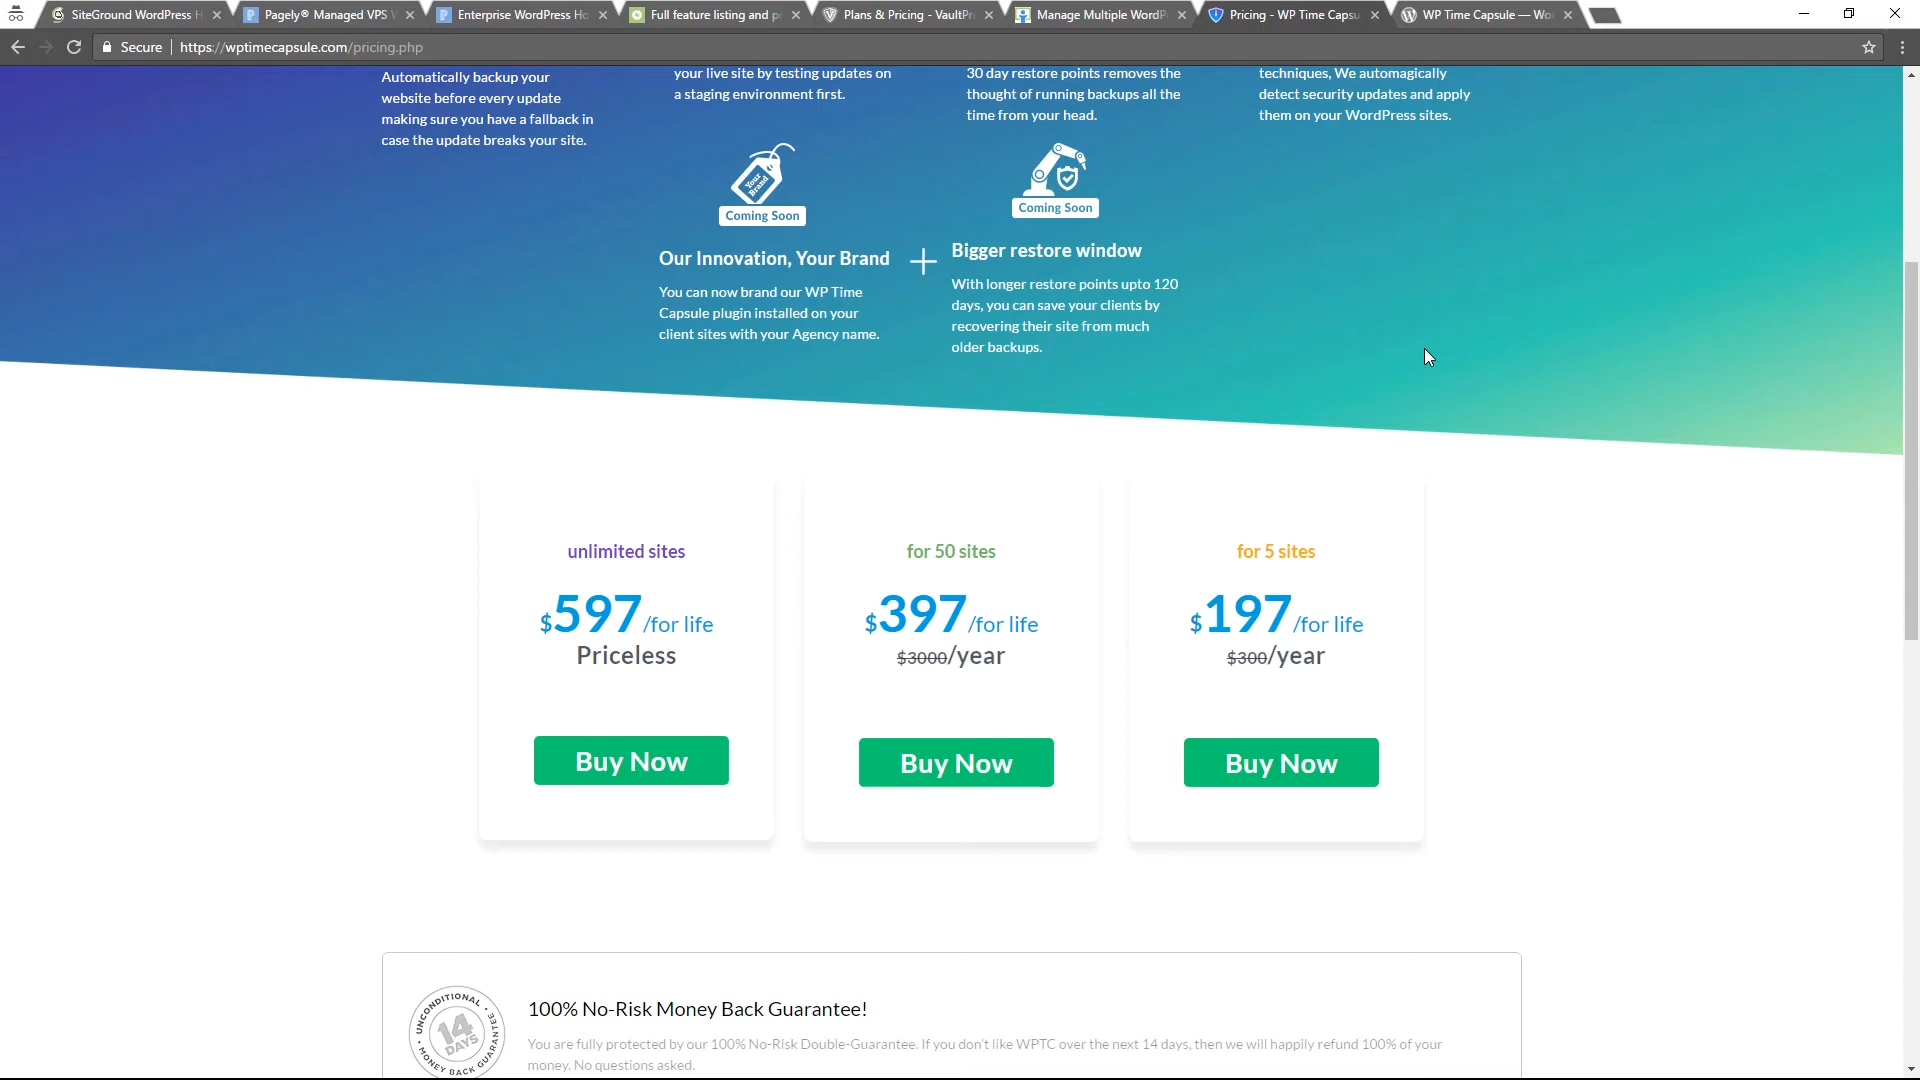 SiteGround WordPress H
Pagely® Managed VPS
Enterprise WordPress Ho
Full feature listing and p
Plans & Pricing - VaultPr
Manage Multiple WordP
Pricing - WP Time Capsu
WP Time Capsule — Wo
Secure
https://wptimecapsule.com/pricing.php
Automatically backup your
website before every update
making sure you have a fallback in
case the update breaks your site.
your live site by testing updates on
a staging environment first.
30 day restore points removes the
thought of running backups all the
time from your head.
techniques, We automagically
detect security updates and apply
them on your WordPress sites.
Your
Brand
Coming Soon
Our Innovation, Your Brand
You can now brand our WP Time
Capsule plugin installed on your
client sites with your Agency name.
Coming Soon
Bigger restore window
With longer restore points upto 120
days, you can save your clients by
recovering their site from much
older backups.
unlimited sites
$597/for life
Priceless
Buy Now
for 50 sites
$397/for life
$3000/year
Buy Now
for 5 sites
$197/for life
$300/year
Buy Now
UNCONDITIONAL
14
DAYS
MONEY BACK GUARANTEE
100% No-Risk Money Back Guarantee!
You are fully protected by our 100% No-Risk Double-Guarantee. If you don't like WPTC over the next 14 days, then we will happily refund 100% of your
money. No questions asked.